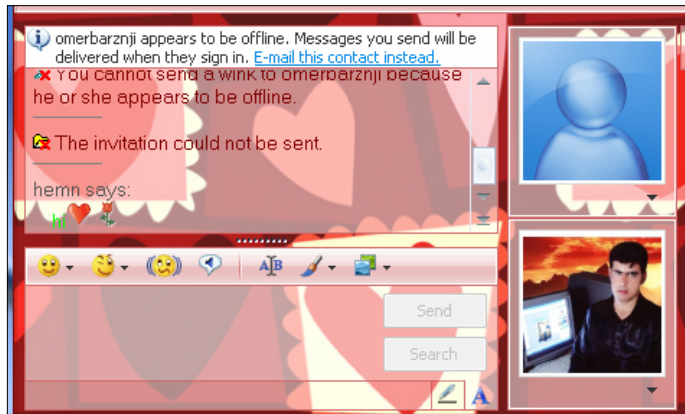 omerbarznji appears to be offline. Messages you send will be
delivered when they sign in. E-mail this contact instead.
You cannot send a wink to omerbarznji because
he or she appears to be offline.
The invitation could not be sent.
hemn says:
hi
Send
Search